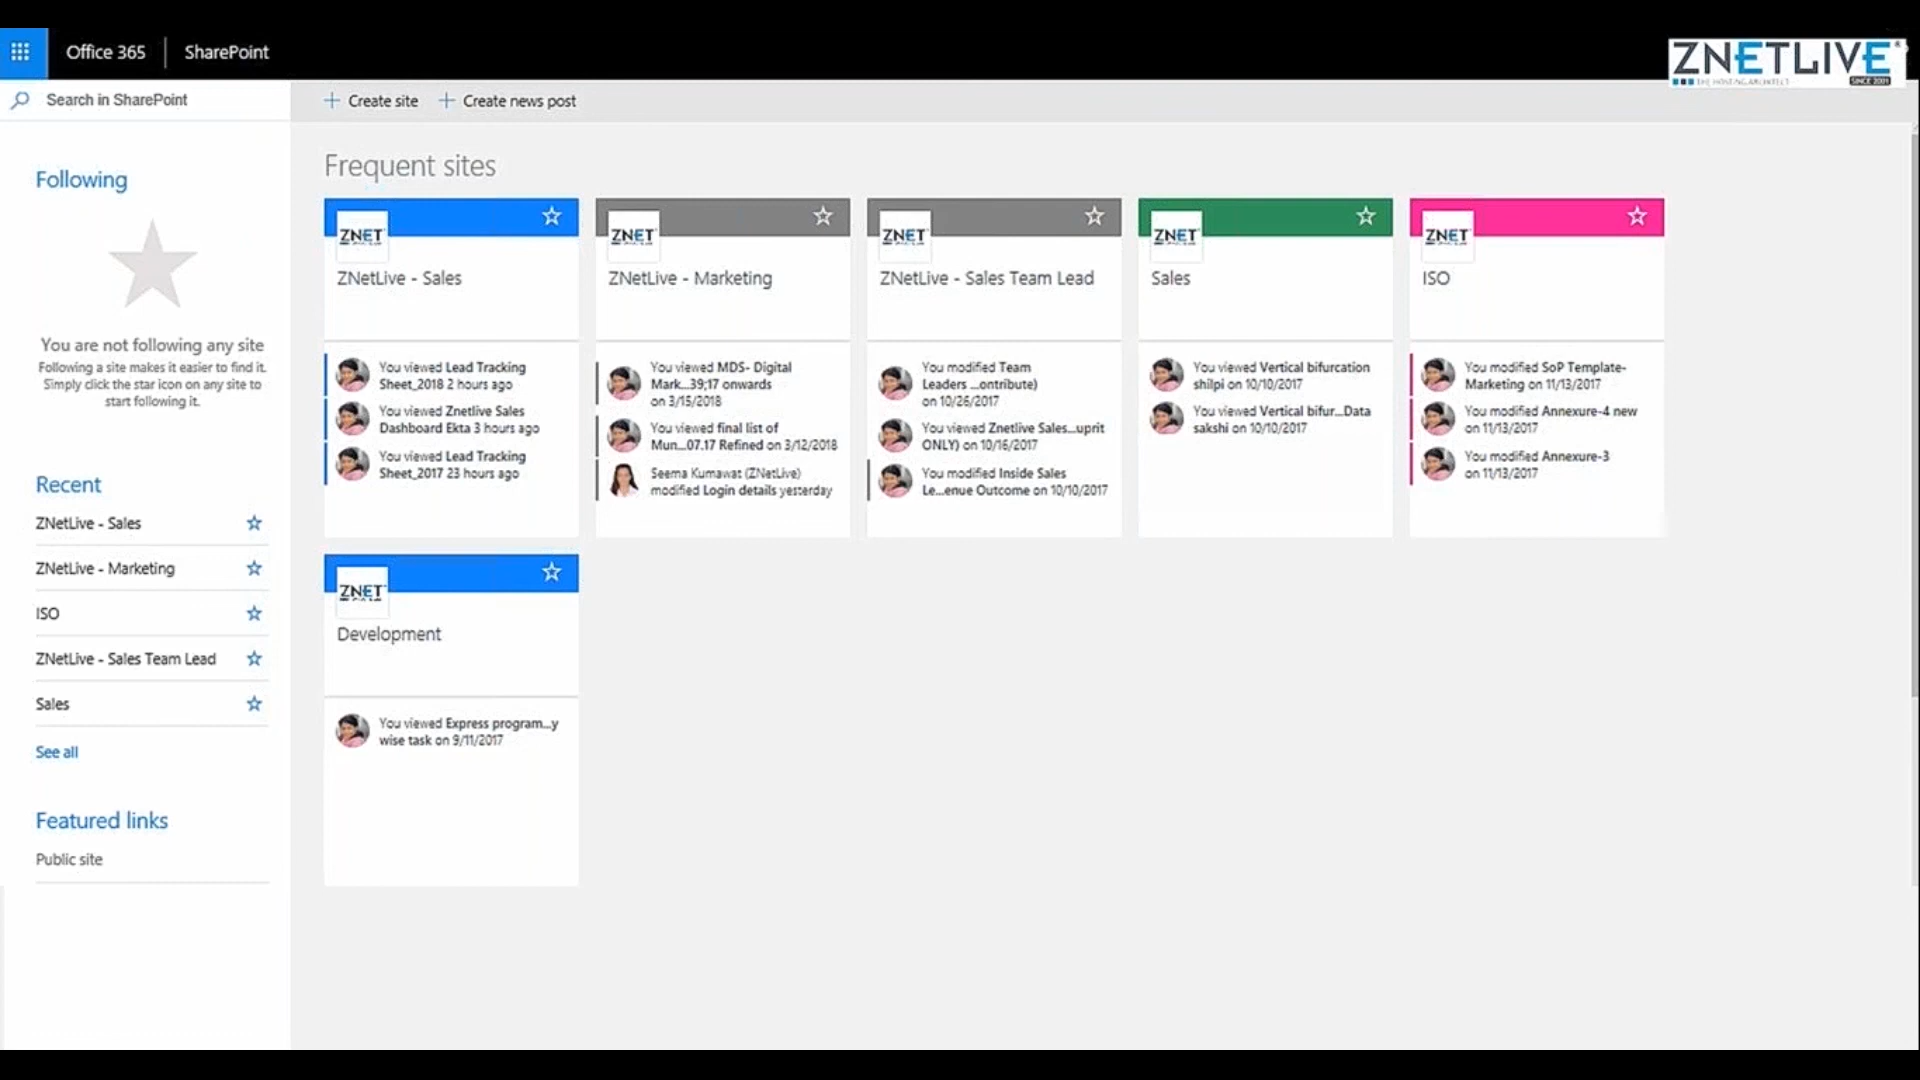 Office 365
SharePoint
ZNETLIVE®
THE HOSTING ARCHITECT
SINCE 2001
Search in SharePoint
Create site
Create news post
Following
You are not following any site
Following a site makes it easier to find it.
Simply click the star icon on any site to
start following it.
Recent
ZNetLive - Sales
ZNetLive - Marketing
ISO
ZNetLive - Sales Team Lead
Sales
See all
Featured links
Public site
Frequent sites
ZNET
ZNetLive - Sales
You viewed Lead Tracking
Sheet_2018 2 hours ago
You viewed Znetlive Sales
Dashboard Ekta 3 hours ago
You viewed Lead Tracking
Sheet_2017 23 hours ago
ZNET
ZNetLive - Marketing
You viewed MDS- Digital
Mark...39;17 onwards
on 3/15/2018
You viewed final list of
Mun...07.17 Refined on 3/12/2018
Seema Kumawat (ZNetLive)
modified Login details yesterday
ZNET
ZNetLive - Sales Team Lead
You modified Team
Leaders ...ontribute)
on 10/26/2017
You viewed Znetlive Sales...uprit
ONLY) on 10/16/2017
You modified Inside Sales
Le...enue Outcome on 10/10/2017
ZNET
Sales
You viewed Vertical bifurcation
shilpi on 10/10/2017
You viewed Vertical bifur...Data
sakshi on 10/10/2017
ZNET
ISO
You modified SoP Template-
Marketing on 11/13/2017
You modified Annexure-4 new
on 11/13/2017
You modified Annexure-3
on 11/13/2017
ZNET
Development
You viewed Express program...y
wise task on 9/11/2017